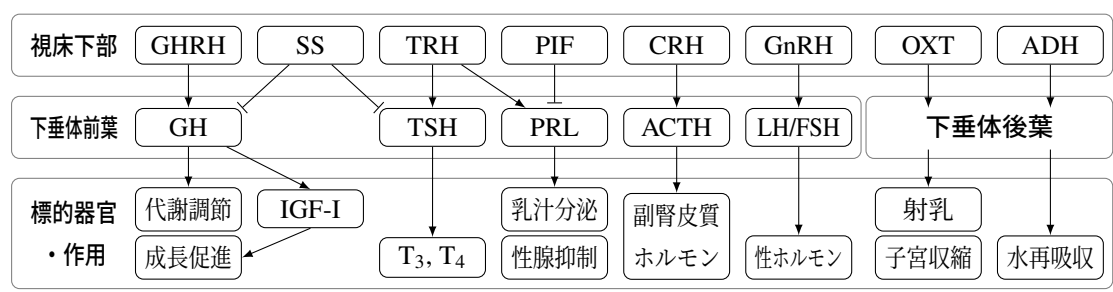 視床下部 GHRH SS TRH PIF CRH GnRH OXT ADH
下垂体前葉 GH TSH PRL ACTH LH/FSH 下垂体後葉
標的器官 代謝調節 IGF-I 乳汁分泌 副腎皮質 射乳
・作用 成長促進 T3, T4 性腺抑制 ホルモン 性ホルモン 子宮収縮 水再吸収